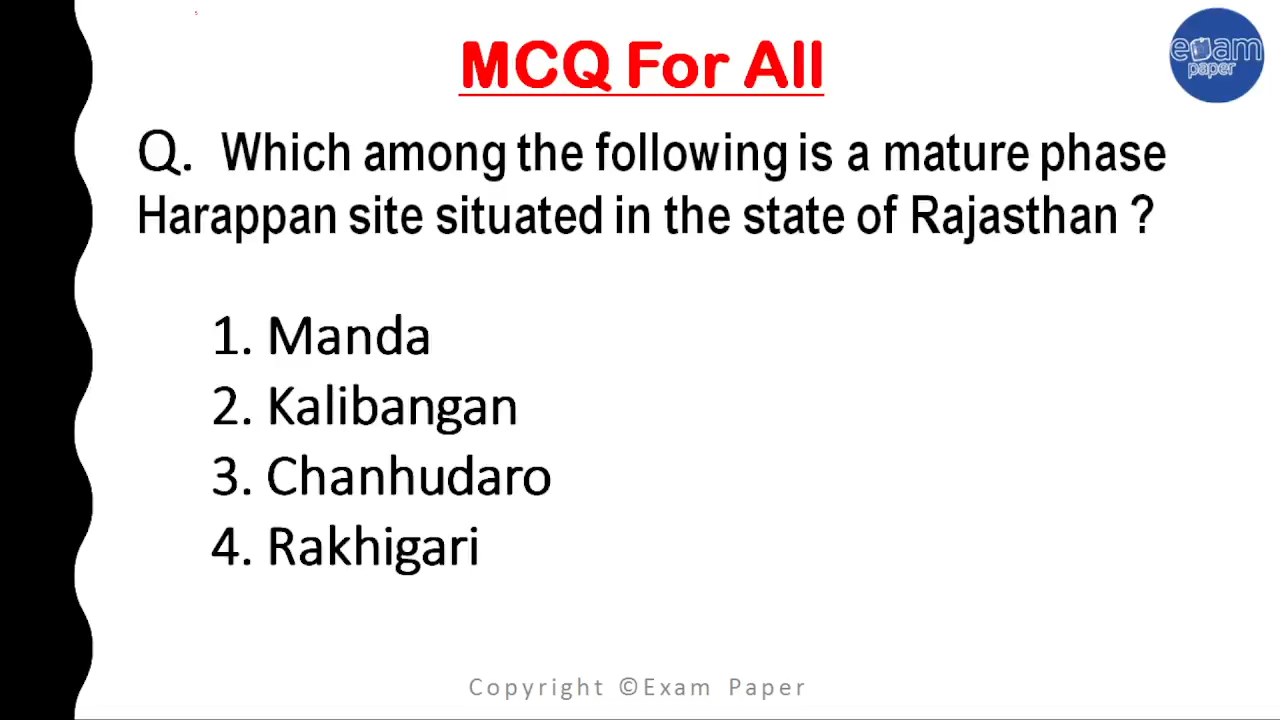 MCQ For All
exam
paper
Q. Which among the following is a mature phase
Harappan site situated in the state of Rajasthan ?
1. Manda
2. Kalibangan
3. Chanhudaro
4. Rakhigari
Copyright ©Exam Paper